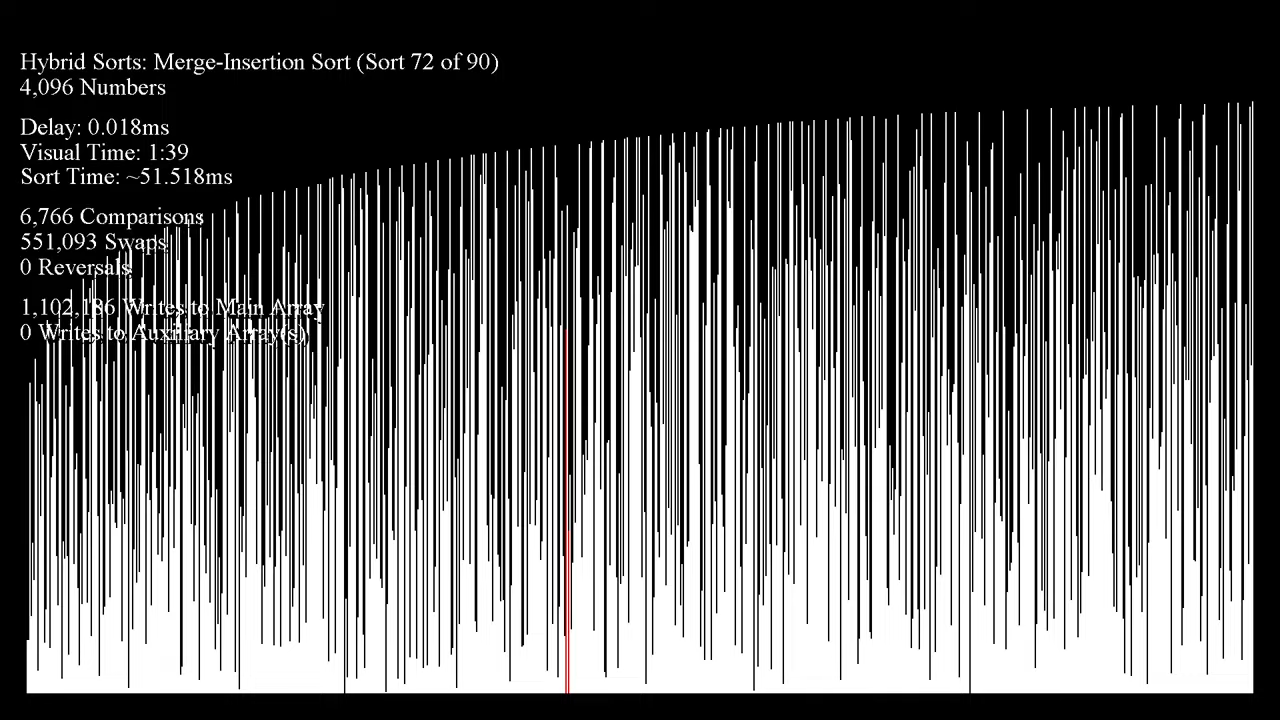 Hybrid Sorts: Merge-Insertion Sort (Sort 72 of 90)
4,096 Numbers
Delay: 0.018ms
Visual Time: 1:39
Sort Time: ~51.518ms
6,766 Comparisons
551,093 Swaps
0 Reversals
1,102,186 Writes to Main Array
0 Writes to Auxiliary Array(s)